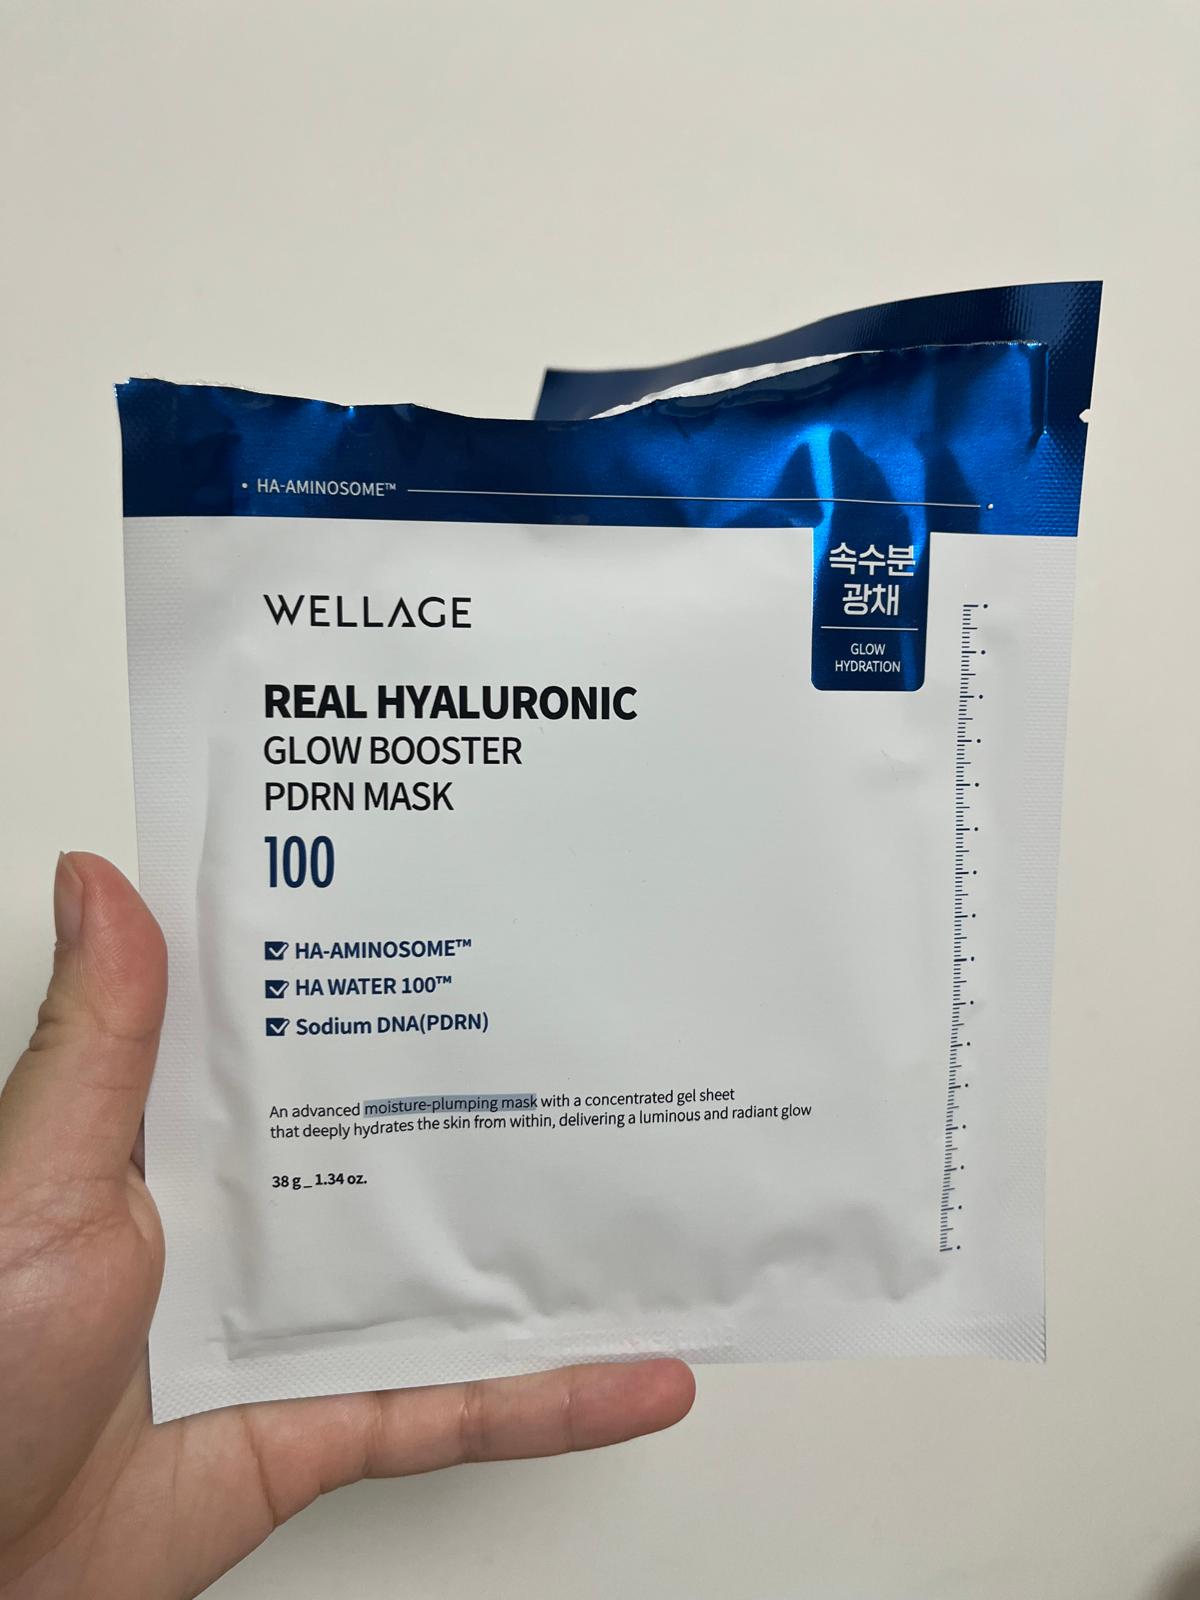 • HA-AMINOSOME™
속수분
광채
GLOW
HYDRATION
WELLAGE
REAL HYALURONIC
GLOW BOOSTER
PDRN MASK
100
HA-AMINOSOME™
HA WATER 100™
Sodium DNA(PDRN)
An advanced moisture-plumping mask with a concentrated gel sheet
that deeply hydrates the skin from within, delivering a luminous and radiant glow
38 g_1.34 oz.